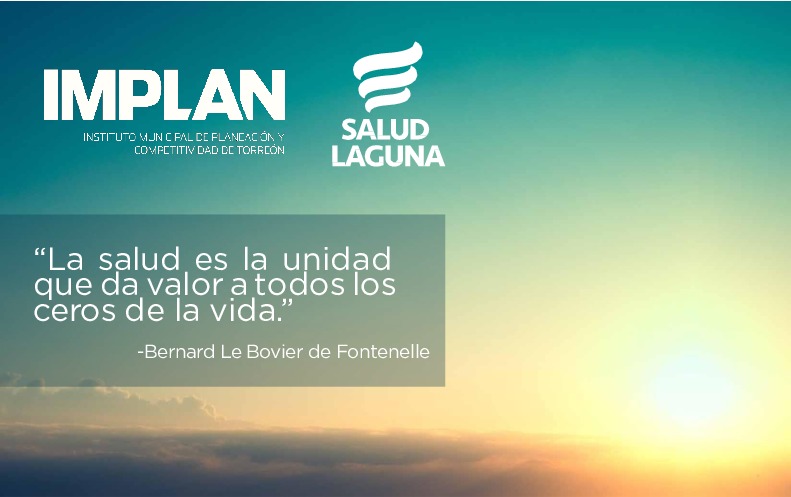 IMPLAN
INSTITUTO MUNICIPAL DE PLANEACIÓN Y
COMPETITIVIDAD DE TORREÓN
SALUD
LAGUNA
“La salud es la unidad
que da valor a todos los
ceros de la vida.”
-Bernard Le Bovier de Fontenelle